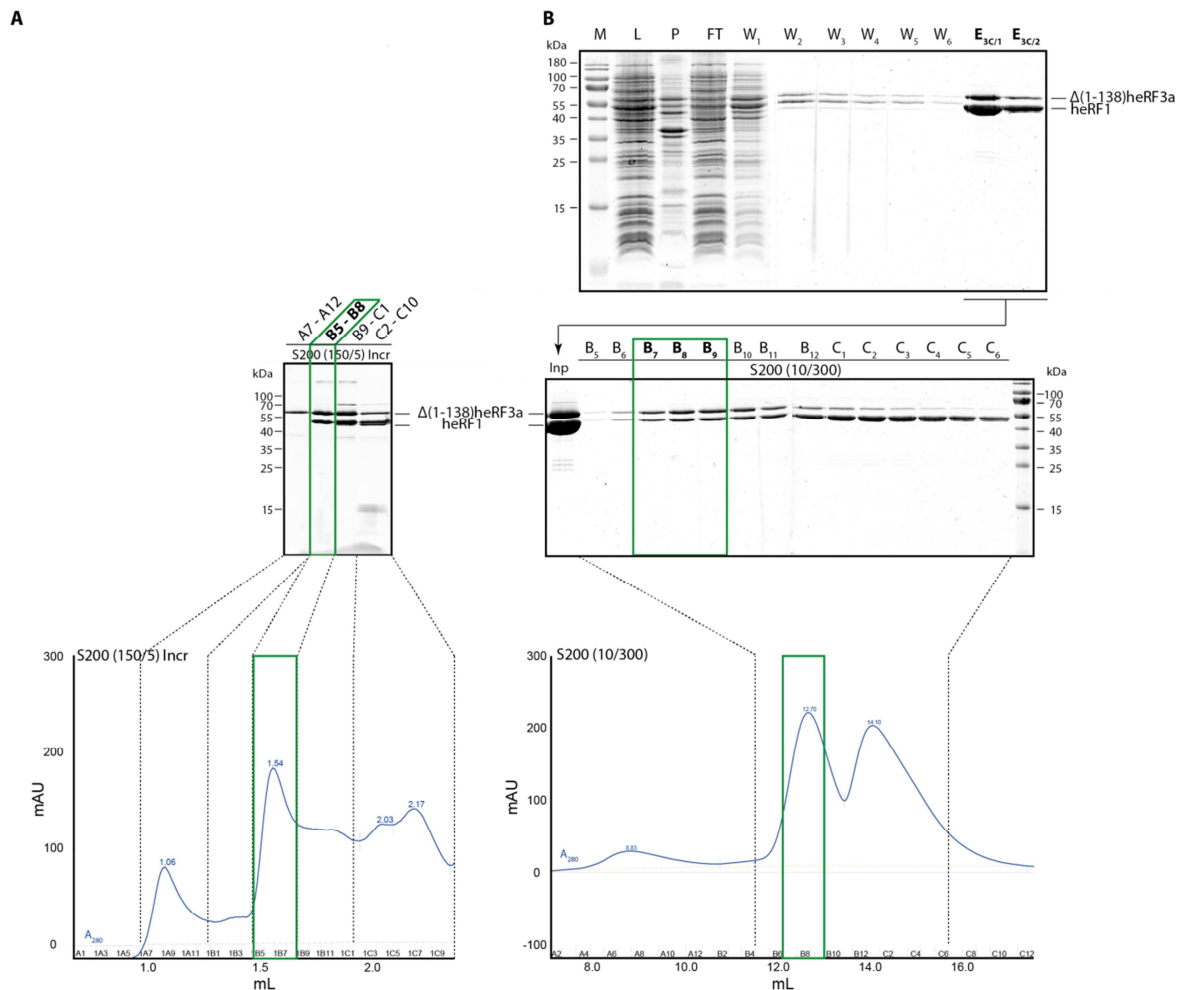 A
B
M L P FT W1 W2 W3 W4 W5 W6 E3C/1 E3C/2
kDa
180
100
70
55
40
35
25
15
Δ(1-138)heRF3a
heRF1
A7 - A12
B5 - B8
B9 - C1
C2 - C10
S200 (150/5) Incr
kDa
100
70
55
40
35
25
15
Δ(1-138)heRF3a
heRF1
Inp B5 B6 B7 B8 B9 B10 B11 B12 C1 C2 C3 C4 C5 C6
S200 (10/300)
kDa
100
70
55
40
35
25
15
S200 (150/5) Incr
300
200
100
0
mAU
1.06
1.54
2.03
2.17
A280
A1 1A3 1A5 1A7 1A9 1A11 1B1 1B3 1B5 1B7 1B9 1B11 1C1 1C3 1C5 1C7 1C9
1.0 1.5 2.0
mL
S200 (10/300)
300
200
100
0
-100
mAU
8.83
12.70
14.10
A280
A2 A4 A6 A8 A10 A12 B2 B4 B6 B8 B10 B12 C2 C4 C6 C8 C10 C12
8.0 10.0 12.0 14.0 16.0
mL